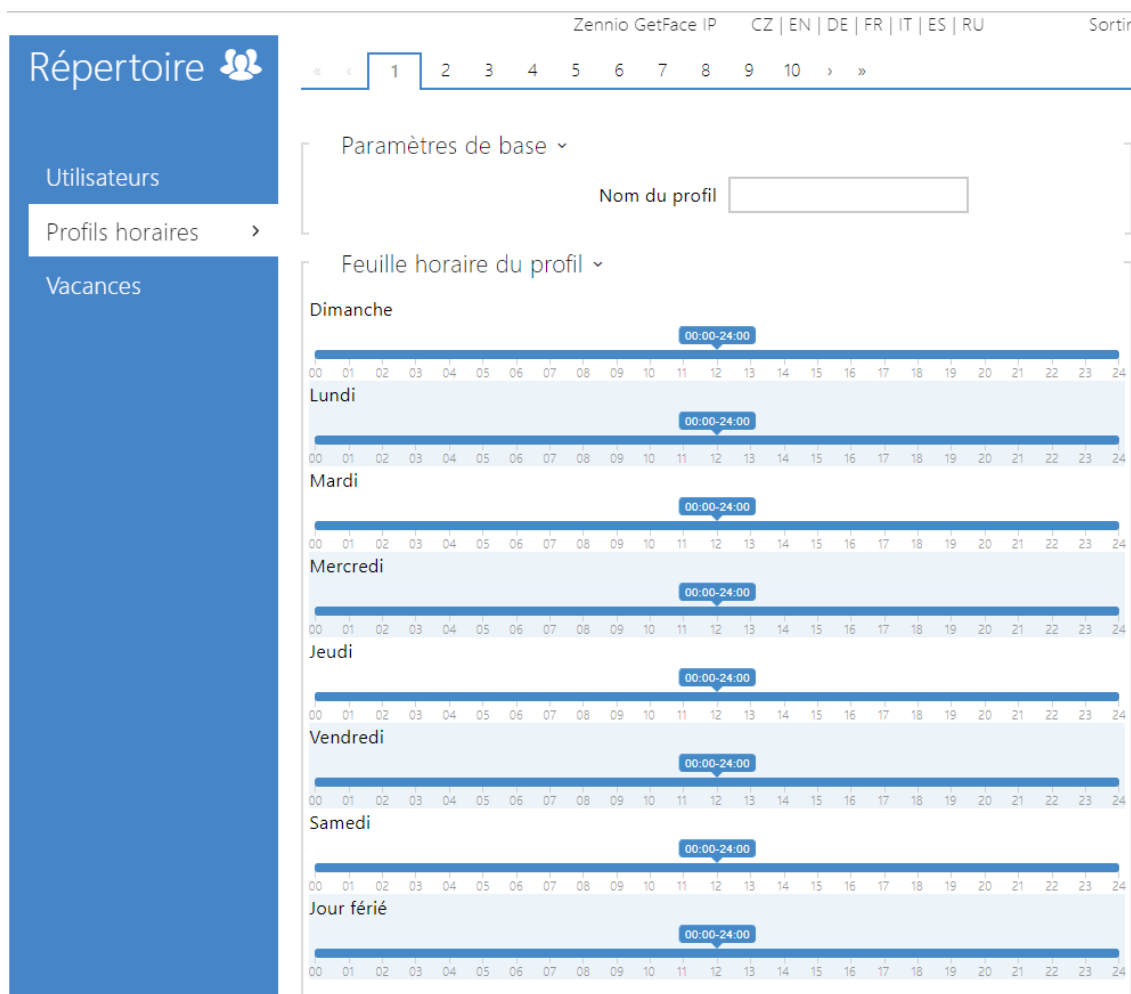 Zennio GetFace IP CZ | EN | DE | FR | IT | ES | RU Sortir
Répertoire
« ‹ 1 2 3 4 5 6 7 8 9 10 › »
Paramètres de base
Utilisateurs
Nom du profil
Profils horaires ›
Feuille horaire du profil
Vacances
Dimanche
00:00-24:00
00 01 02 03 04 05 06 07 08 09 10 11 12 13 14 15 16 17 18 19 20 21 22 23 24
Lundi
00:00-24:00
00 01 02 03 04 05 06 07 08 09 10 11 12 13 14 15 16 17 18 19 20 21 22 23 24
Mardi
00:00-24:00
00 01 02 03 04 05 06 07 08 09 10 11 12 13 14 15 16 17 18 19 20 21 22 23 24
Mercredi
00:00-24:00
00 01 02 03 04 05 06 07 08 09 10 11 12 13 14 15 16 17 18 19 20 21 22 23 24
Jeudi
00:00-24:00
00 01 02 03 04 05 06 07 08 09 10 11 12 13 14 15 16 17 18 19 20 21 22 23 24
Vendredi
00:00-24:00
00 01 02 03 04 05 06 07 08 09 10 11 12 13 14 15 16 17 18 19 20 21 22 23 24
Samedi
00:00-24:00
00 01 02 03 04 05 06 07 08 09 10 11 12 13 14 15 16 17 18 19 20 21 22 23 24
Jour férié
00:00-24:00
00 01 02 03 04 05 06 07 08 09 10 11 12 13 14 15 16 17 18 19 20 21 22 23 24